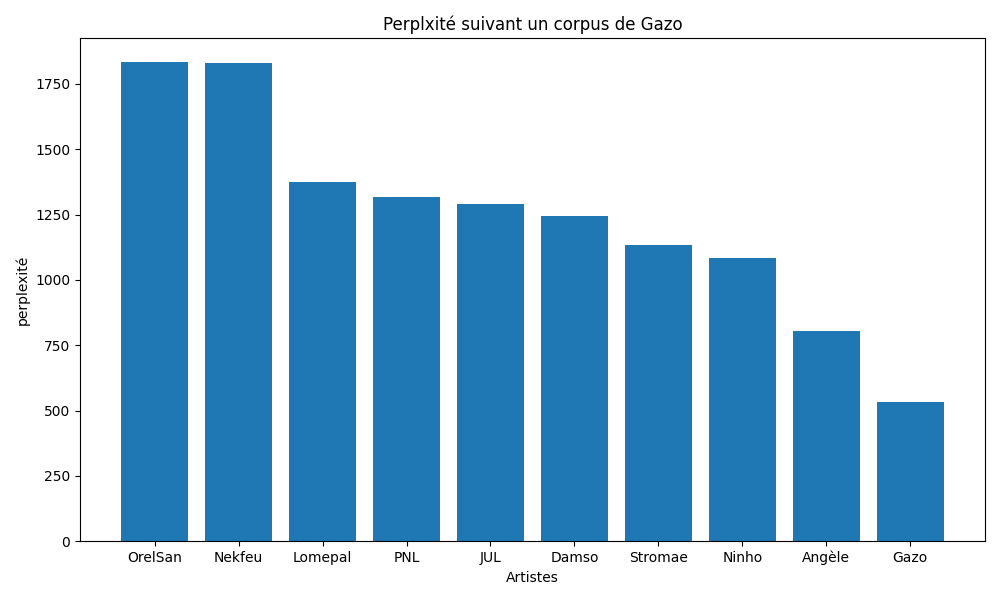 Perplxité suivant un corpus de Gazo
perplexité
1750
1500
1250
1000
750
500
250
0
OrelSan Nekfeu Lomepal PNL JUL Damso Stromae Ninho Angèle Gazo
Artistes